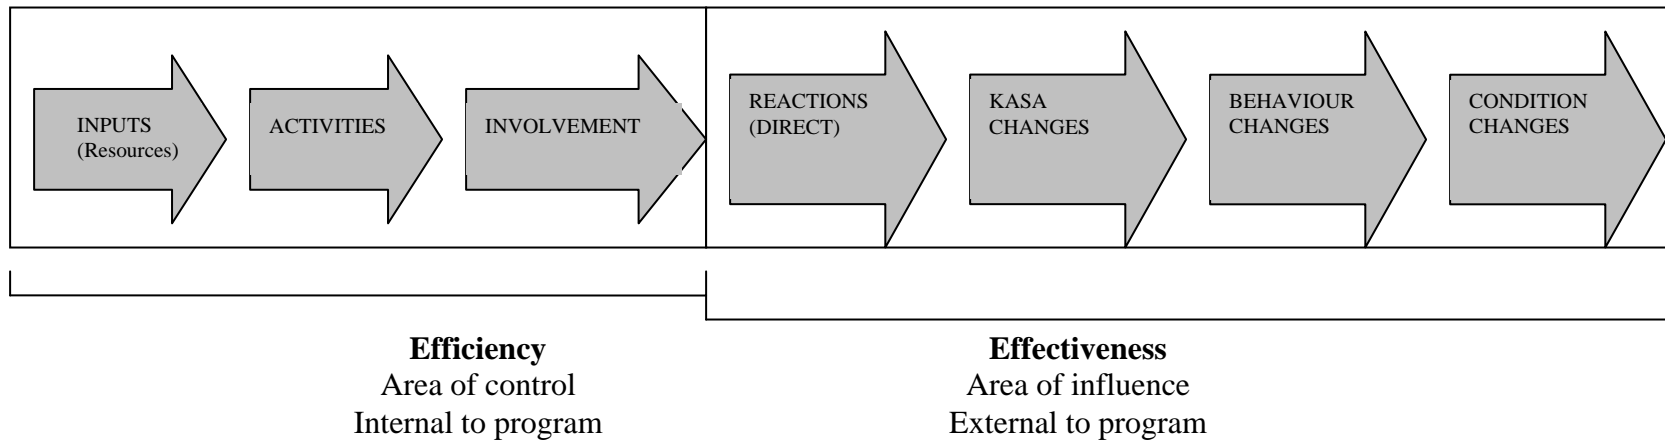 INPUTS
(Resources)
ACTIVITIES
INVOLVEMENT
REACTIONS
(DIRECT)
KASA
CHANGES
BEHAVIOUR
CHANGES
CONDITION
CHANGES
Efficiency
Area of control
Internal to program
Effectiveness
Area of influence
External to program